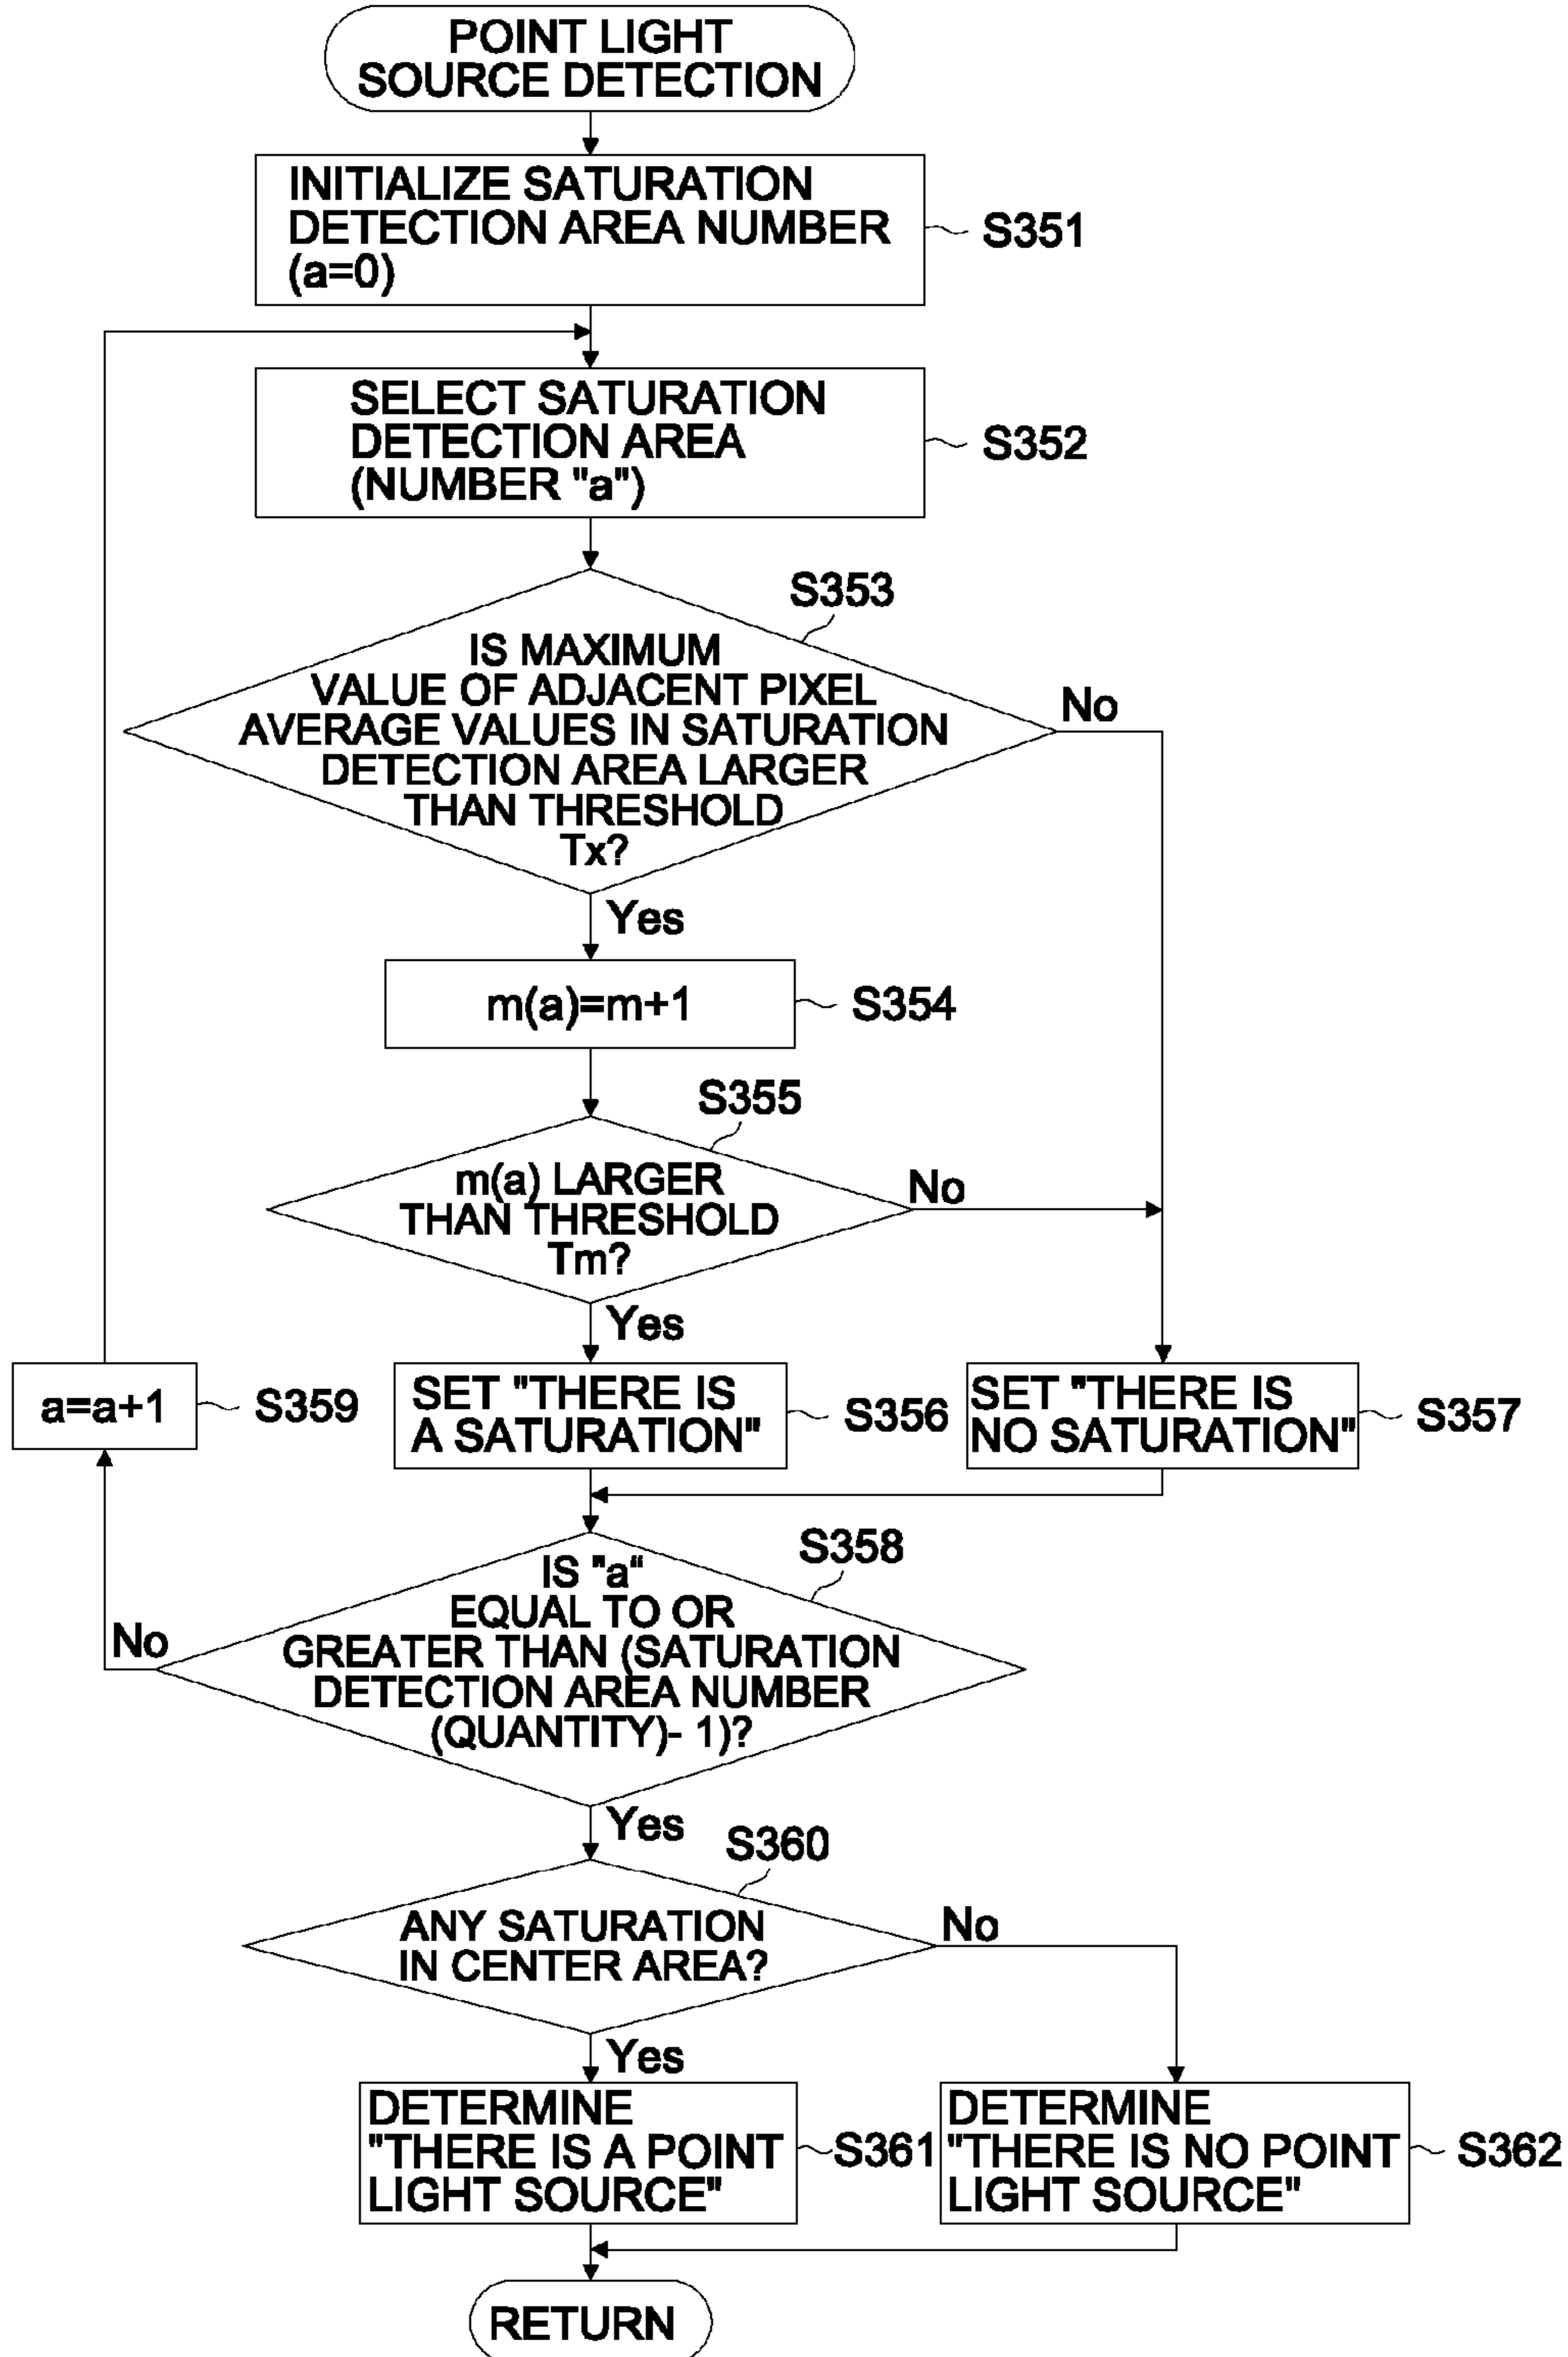 POINT LIGHT
SOURCE DETECTION
INITIALIZE SATURATION
DETECTION AREA NUMBER
(a=0)
S351
SELECT SATURATION
DETECTION AREA
(NUMBER "a")
S352
S353
IS MAXIMUM
VALUE OF ADJACENT PIXEL
AVERAGE VALUES IN SATURATION
DETECTION AREA LARGER
THAN THRESHOLD
Tx?
No
Yes
m(a)=m+1
S354
S355
m(a) LARGER
THAN THRESHOLD
Tm?
No
Yes
a=a+1
S359
SET "THERE IS
A SATURATION"
S356
SET "THERE IS
NO SATURATION"
S357
S358
IS "a"
EQUAL TO OR
GREATER THAN (SATURATION
DETECTION AREA NUMBER
(QUANTITY)- 1)?
No
Yes
S360
ANY SATURATION
IN CENTER AREA?
No
Yes
DETERMINE
"THERE IS A POINT
LIGHT SOURCE"
S361
DETERMINE
"THERE IS NO POINT
LIGHT SOURCE"
S362
RETURN